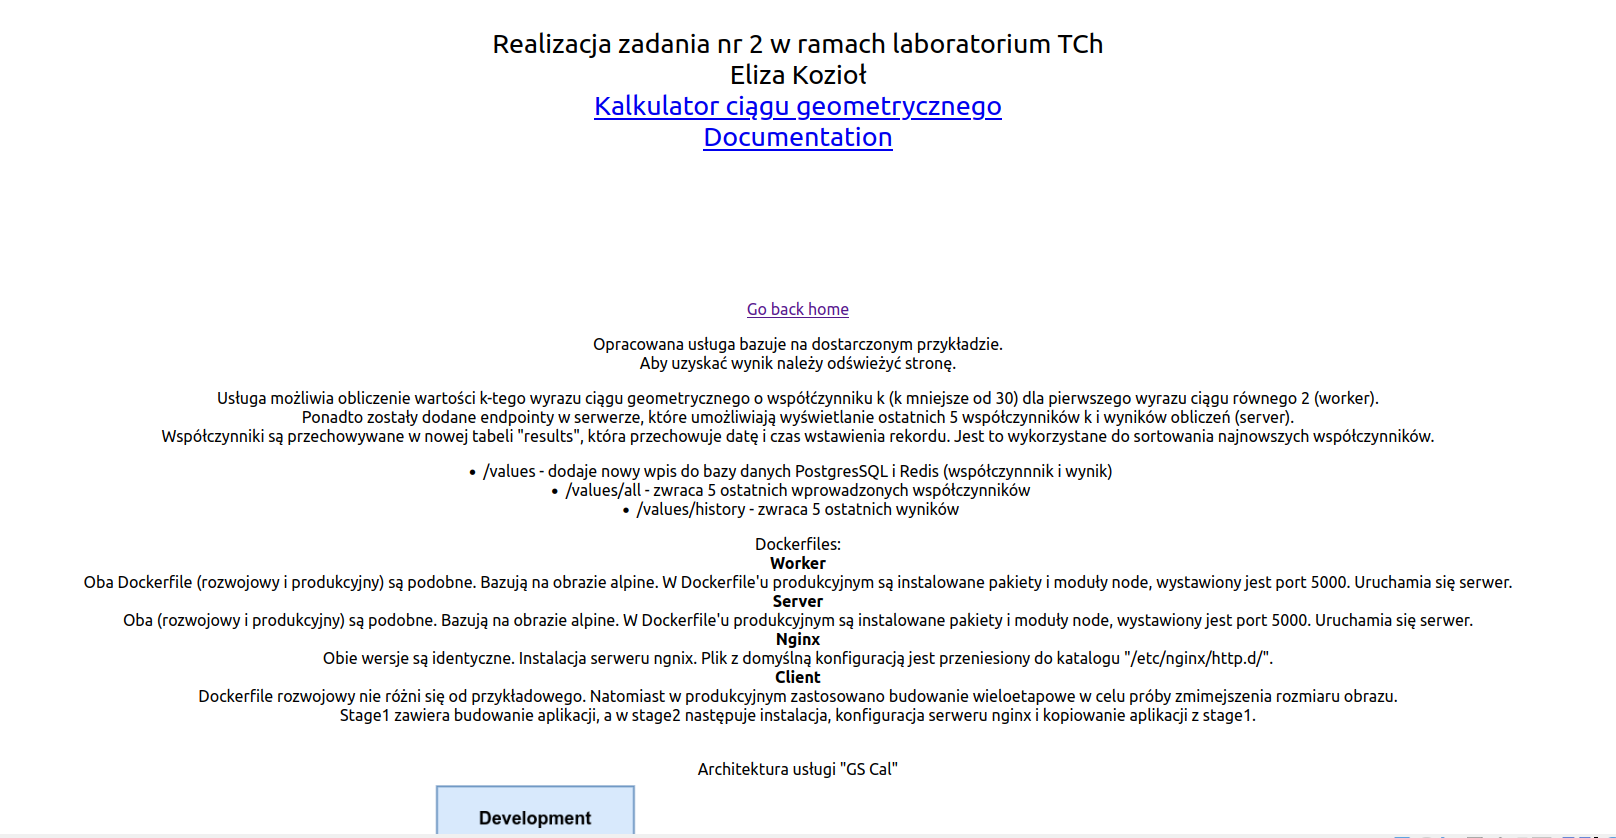 Realizacja zadania nr 2 w ramach laboratorium TCh
Eliza Kozioł
Kalkulator ciągu geometrycznego
Documentation
Go back home
Opracowana usługa bazuje na dostarczonym przykładzie.
Aby uzyskać wynik należy odświeżyć stronę.
Usługa możliwia obliczenie wartości k-tego wyrazu ciągu geometrycznego o współćzynniku k (k mniejsze od 30) dla pierwszego wyrazu ciągu równego 2 (worker).
Ponadto zostały dodane endpointy w serwerze, które umożliwiają wyświetlanie ostatnich 5 współczynników k i wyników obliczeń (server).
Współczynniki są przechowywane w nowej tabeli "results", która przechowuje datę i czas wstawienia rekordu. Jest to wykorzystane do sortowania najnowszych współczynników.
• /values - dodaje nowy wpis do bazy danych PostgresSQL i Redis (współczynnnik i wynik)
• /values/all - zwraca 5 ostatnich wprowadzonych współczynników
• /values/history - zwraca 5 ostatnich wyników
Dockerfiles:
Worker
Oba Dockerfile (rozwojowy i produkcyjny) są podobne. Bazują na obrazie alpine. W Dockerfile'u produkcyjnym są instalowane pakiety i moduły node, wystawiony jest port 5000. Uruchamia się serwer.
Server
Oba (rozwojowy i produkcyjny) są podobne. Bazują na obrazie alpine. W Dockerfile'u produkcyjnym są instalowane pakiety i moduły node, wystawiony jest port 5000. Uruchamia się serwer.
Nginx
Obie wersje są identyczne. Instalacja serweru ngnix. Plik z domyślną konfiguracją jest przeniesiony do katalogu "/etc/nginx/http.d/".
Client
Dockerfile rozwojowy nie różni się od przykładowego. Natomiast w produkcyjnym zastosowano budowanie wieloetapowe w celu próby zmimejszenia rozmiaru obrazu.
Stage1 zawiera budowanie aplikacji, a w stage2 następuje instalacja, konfiguracja serweru nginx i kopiowanie aplikacji z stage1.
Architektura usługi "GS Cal"
Development